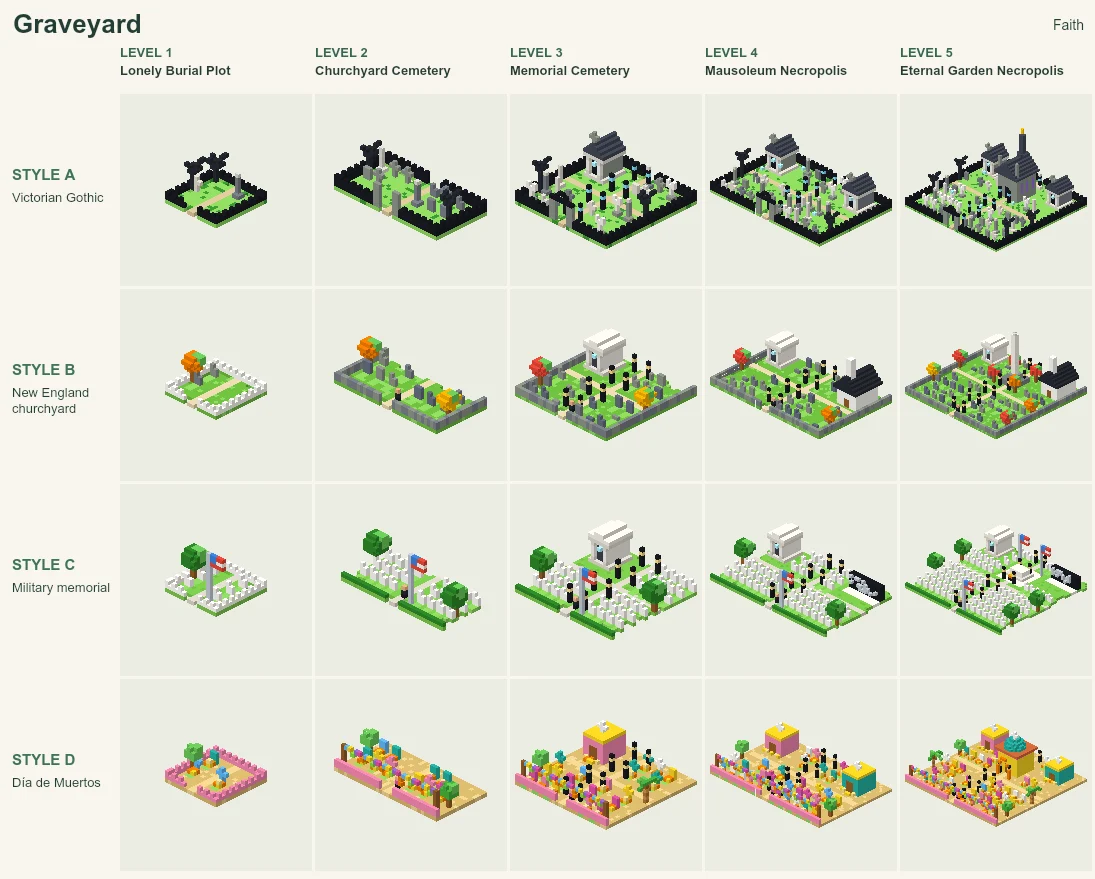 Graveyard
Faith
LEVEL 1
Lonely Burial Plot
LEVEL 2
Churchyard Cemetery
LEVEL 3
Memorial Cemetery
LEVEL 4
Mausoleum Necropolis
LEVEL 5
Eternal Garden Necropolis
STYLE A
Victorian Gothic
STYLE B
New England
churchyard
STYLE C
Military memorial
STYLE D
Día de Muertos